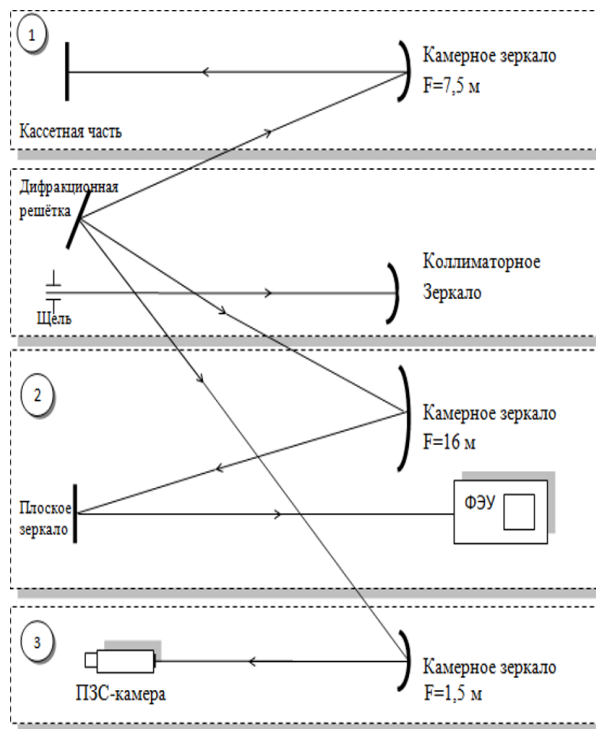 1
Камерное зеркало
F=7,5 м
Кассетная часть
Дифракционная
решётка
Коллиматорное
Зеркало
Щель
2
Камерное зеркало
F=16 м
Плоское
зеркало
ФЭУ
3
Камерное зеркало
F=1,5 м
ПЗС-камера